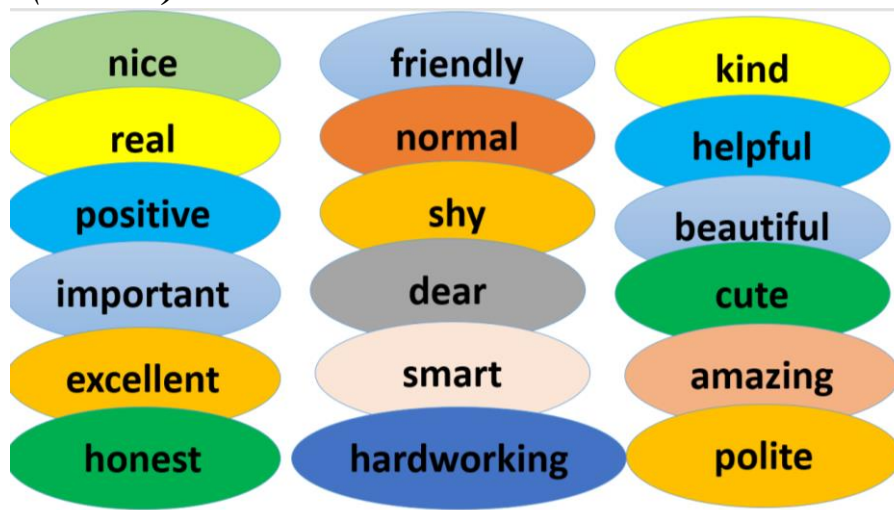 nice
friendly
kind
real
normal
helpful
positive
shy
beautiful
important
dear
cute
excellent
smart
amazing
honest
hardworking
polite